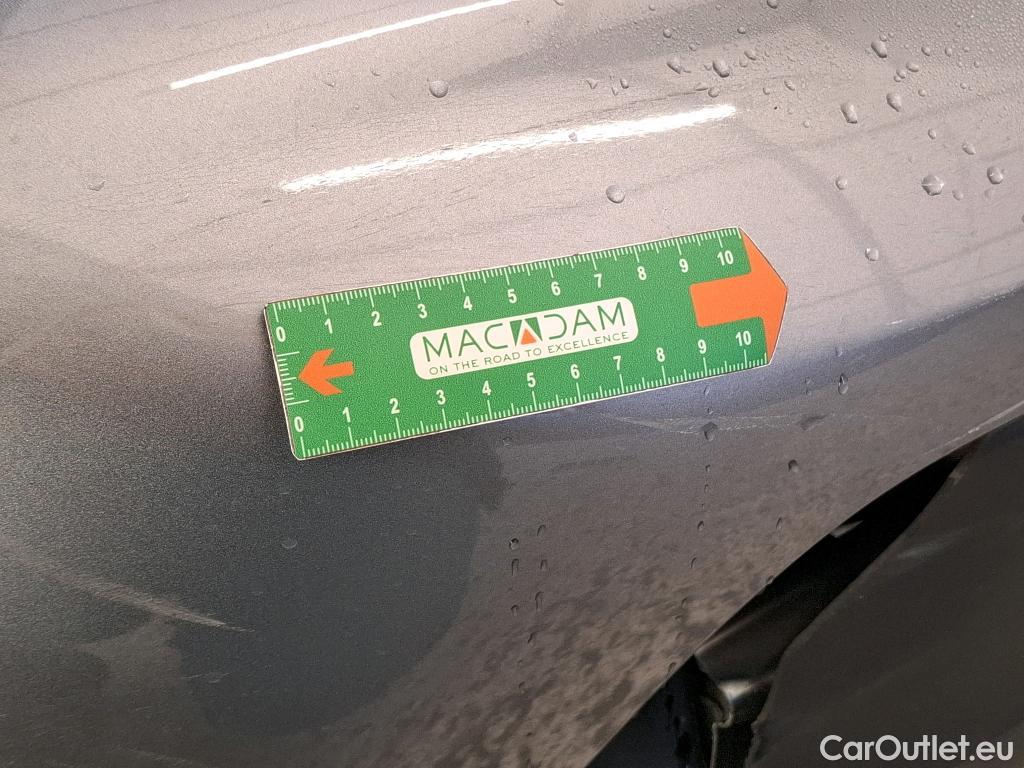 0 1 2 3 4 5 6 7 8 9 10
MACADAM
ON THE ROAD TO EXCELLENCE
0 1 2 3 4 5 6 7 8 9 10
CarOutlet.eu